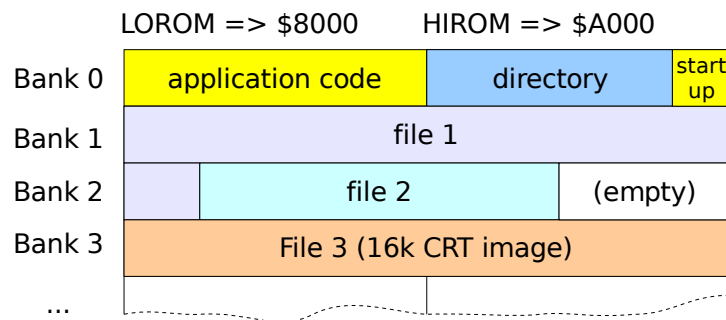 LOROM => $8000 HIROM => $A000
Bank 0 application code directory start up
Bank 1 file 1
Bank 2 file 2 (empty)
Bank 3 File 3 (16k CRT image)
...